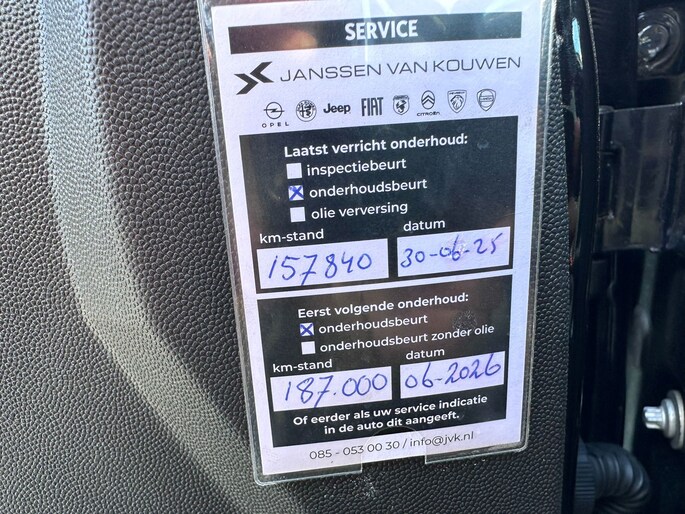 SERVICE
JANSSEN VAN KOUWEN
OPEL Jeep FIAT CITROËN
Laatst verricht onderhoud:
inspectiebeurt
onderhoudsbeurt
olie verversing
km-stand datum
157840 30-06-25
Eerst volgende onderhoud:
onderhoudsbeurt
onderhoudsbeurt zonder olie
km-stand datum
187.000 06-2026
Of eerder als uw service indicatie
in de auto dit aangeeft.
085 - 053 00 30 / info@jvk.nl